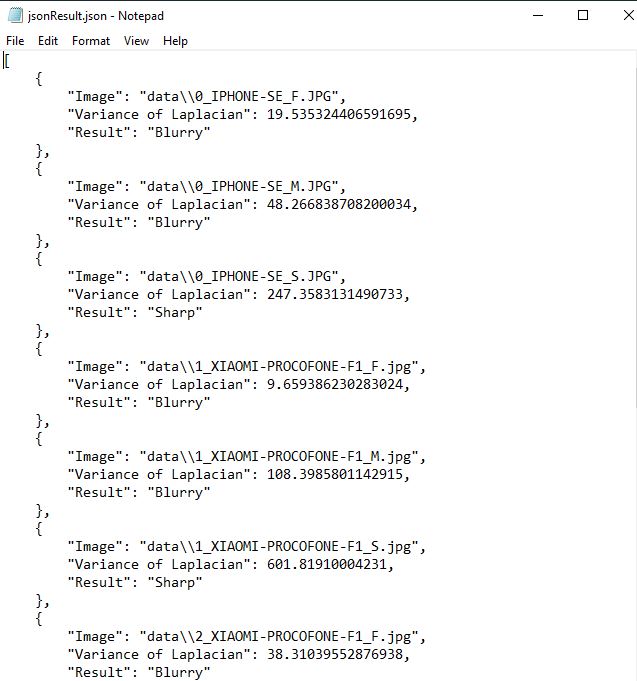 jsonResult.json - Notepad
File Edit Format View Help
[
{
"Image": "data\\0_IPHONE-SE_F.JPG",
"Variance of Laplacian": 19.535324406591695,
"Result": "Blurry"
},
{
"Image": "data\\0_IPHONE-SE_M.JPG",
"Variance of Laplacian": 48.266838708200034,
"Result": "Blurry"
},
{
"Image": "data\\0_IPHONE-SE_S.JPG",
"Variance of Laplacian": 247.3583131490733,
"Result": "Sharp"
},
{
"Image": "data\\1_XIAOMI-PROCOFONE-F1_F.jpg",
"Variance of Laplacian": 9.659386230283024,
"Result": "Blurry"
},
{
"Image": "data\\1_XIAOMI-PROCOFONE-F1_M.jpg",
"Variance of Laplacian": 108.3985801142915,
"Result": "Blurry"
},
{
"Image": "data\\1_XIAOMI-PROCOFONE-F1_S.jpg",
"Variance of Laplacian": 601.81910004231,
"Result": "Sharp"
},
{
"Image": "data\\2_XIAOMI-PROCOFONE-F1_F.jpg",
"Variance of Laplacian": 38.31039552876938,
"Result": "Blurry"